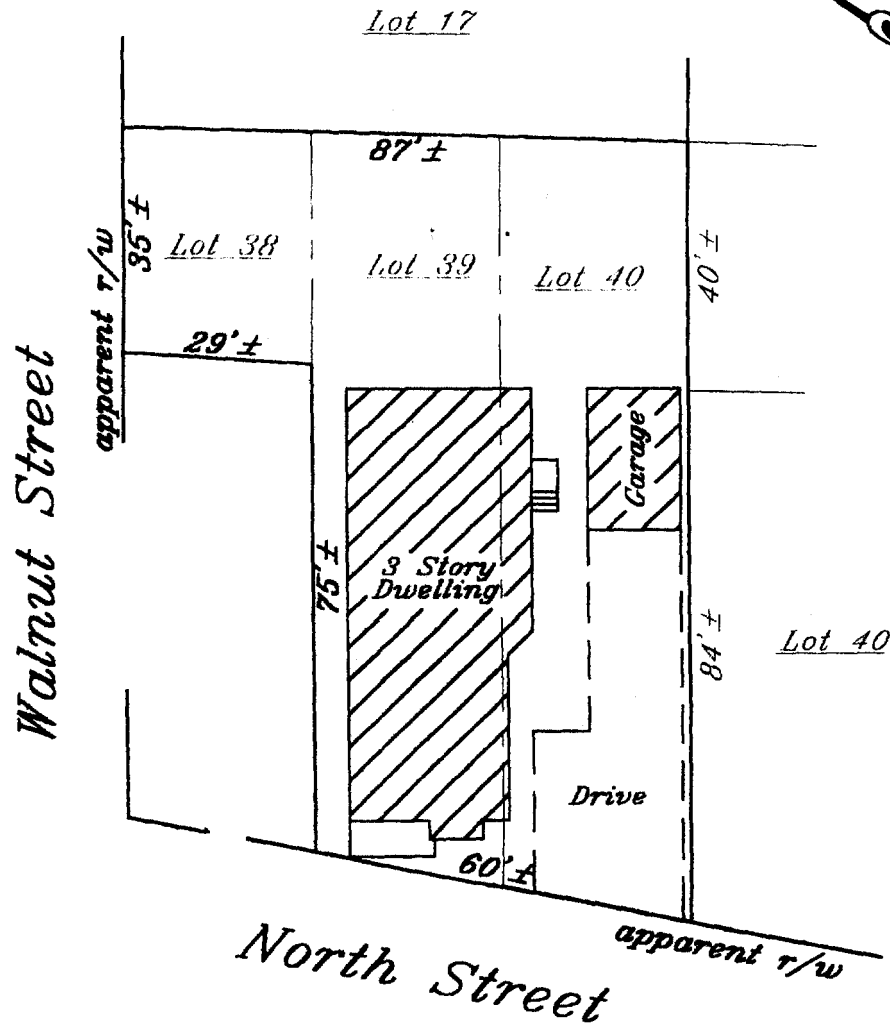 Lot 17
87'±
35'±
apparent r/w
Lot 38
Lot 39
Lot 40
40'±
29'±
Walnut Street
Garage
3 Story
Dwelling
75'±
84'±
Lot 40
Drive
60'±
apparent r/w
North Street